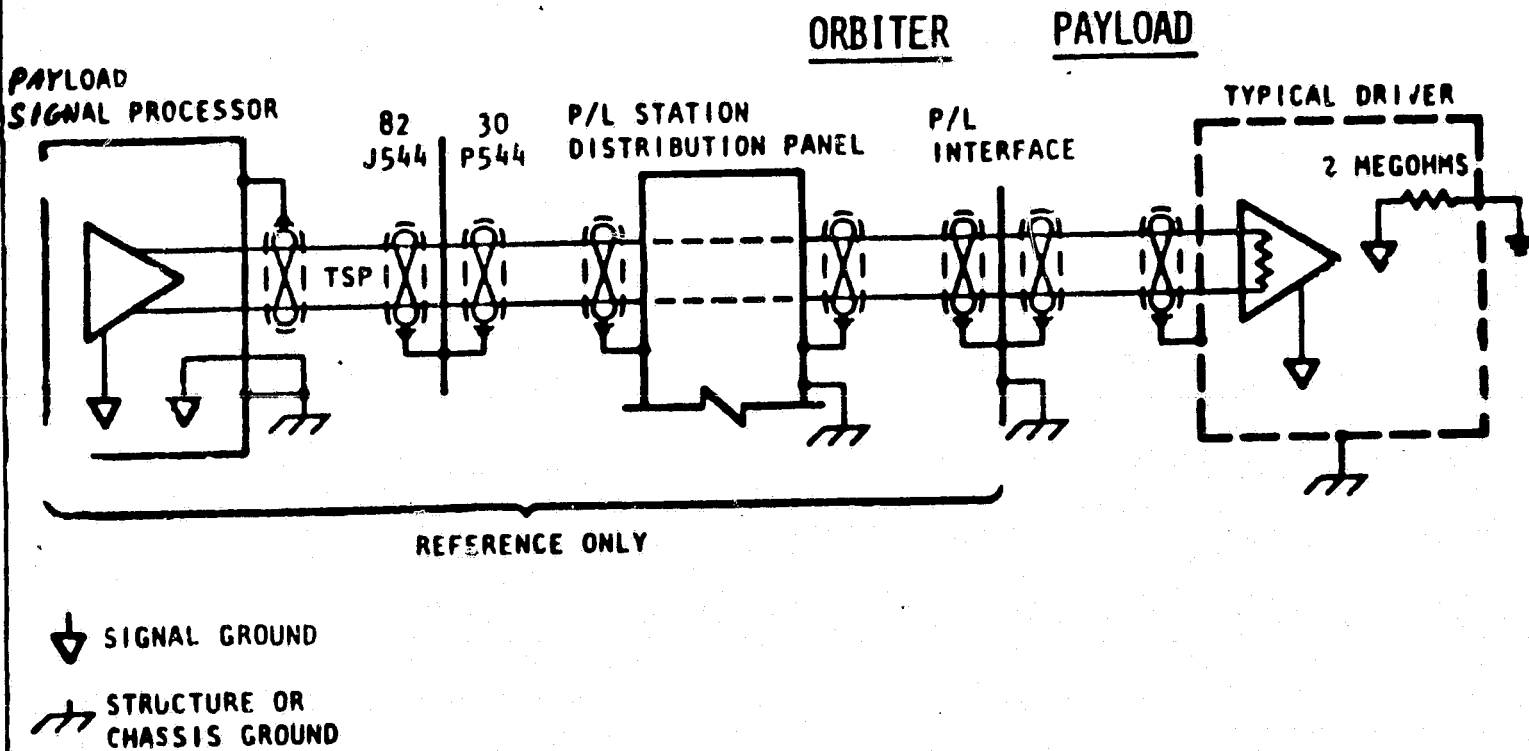 ORBITER PAYLOAD
PAYLOAD
SIGNAL PROCESSOR
82
J544
30
P544
P/L STATION
DISTRIBUTION PANEL
P/L
INTERFACE
TYPICAL DRIVER
2 MEGOHMS
TSP
REFERENCE ONLY
SIGNAL GROUND
STRUCTURE OR
CHASSIS GROUND